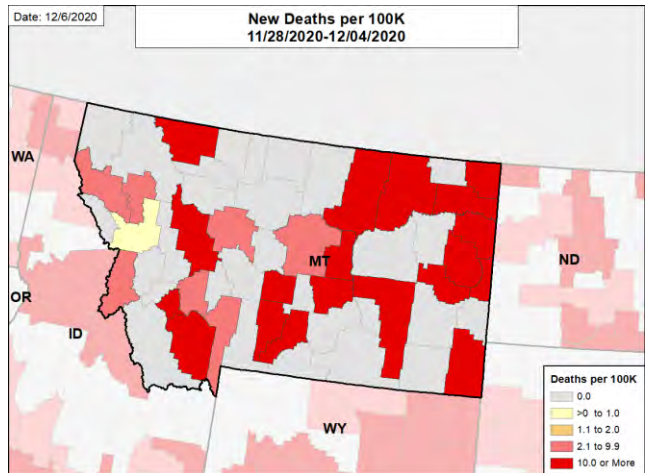 Date: 12/6/2020
New Deaths per 100K
11/28/2020-12/04/2020
WA
MT
ND
OR
ID
WY
Deaths per 100K
0.0
>0 to 1.0
1.1 to 2.0
2.1 to 9.9
10.0 or More